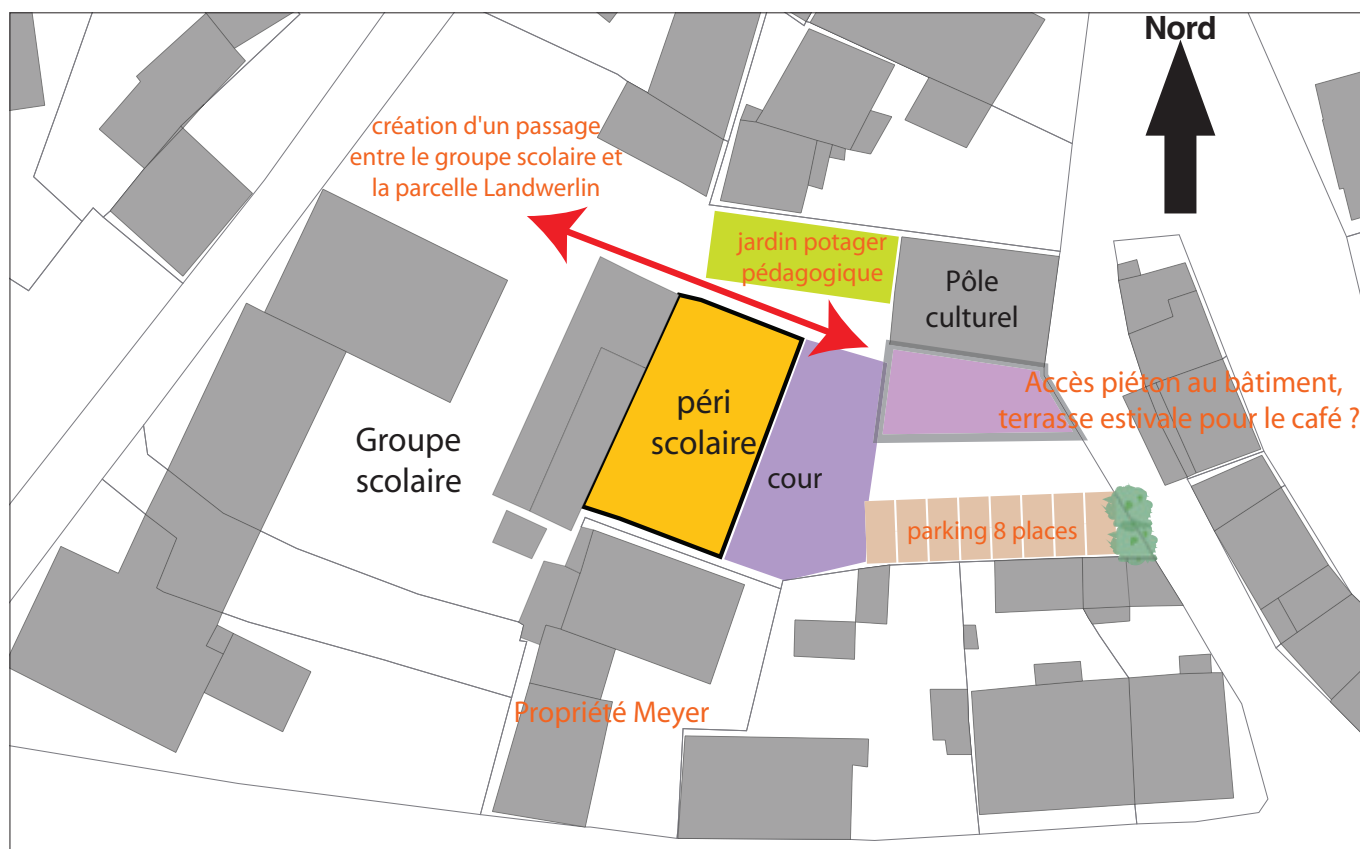 Nord
création d'un passage
entre le groupe scolaire et
la parcelle Landwerlin
jardin potager
pédagogique
Pôle
culturel
Accès piéton au bâtiment,
terrasse estivale pour le café ?
péri
scolaire
Groupe
scolaire
cour
parking 8 places
Propriété Meyer